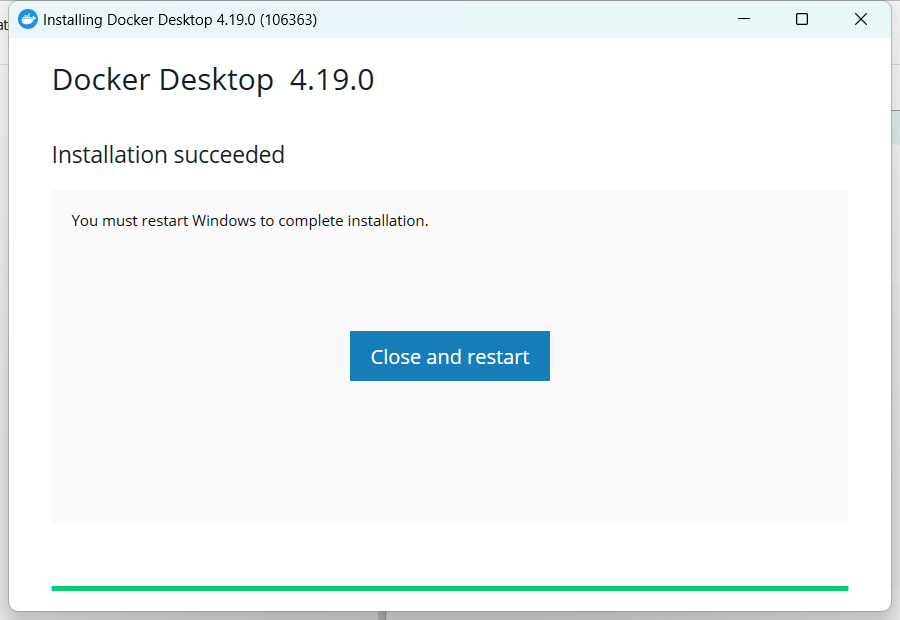 Installing Docker Desktop 4.19.0 (106363)
Docker Desktop 4.19.0
Installation succeeded
You must restart Windows to complete installation.
Close and restart